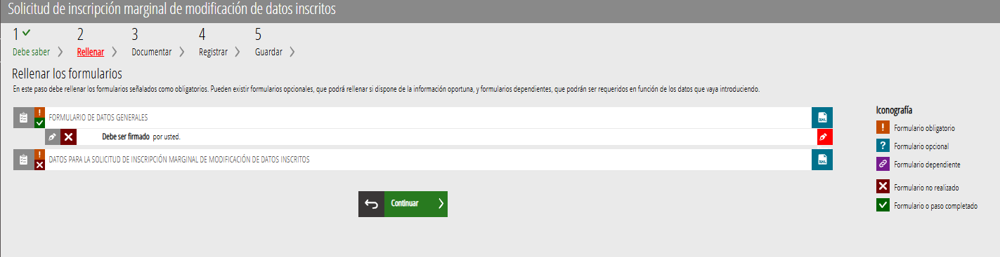 Solicitud de inscripción marginal de modificación de datos inscritos
1 2 3 4 5
Debe saber Rellenar Documentar Registrar Guardar
Rellenar los formularios
En este paso debe rellenar los formularios señalados como obligatorios. Pueden existir formularios opcionales, que podrá rellenar si dispone de la información oportuna, y formularios dependientes, que podrán ser requeridos en función de los datos que vaya introduciendo.
! FORMULARIO DE DATOS GENERALES XML
Debe ser firmado por usted.
! DATOS PARA LA SOLICITUD DE INSCRIPCIÓN MARGINAL DE MODIFICACIÓN DE DATOS INSCRITOS XML
Continuar
Iconografía
! Formulario obligatorio
? Formulario opcional
Formulario dependiente
Formulario no realizado
Formulario o paso completado